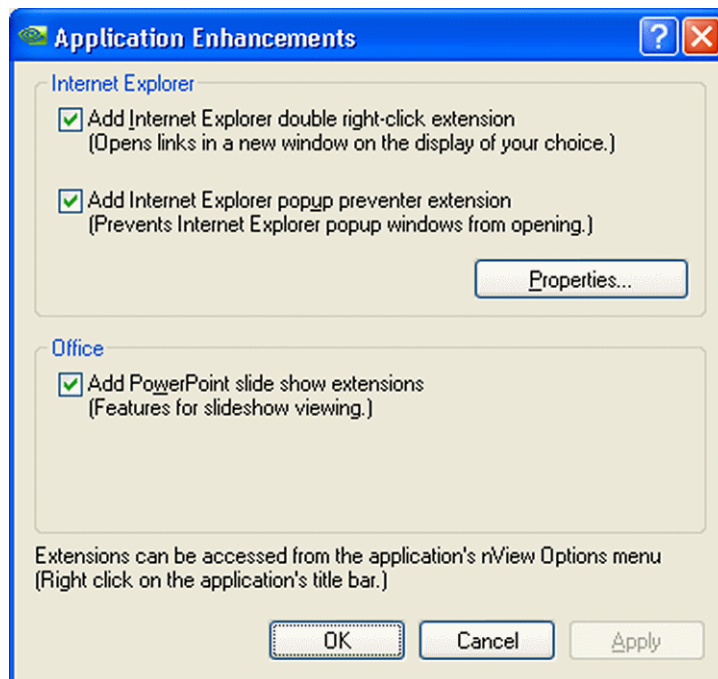 Application Enhancements
Internet Explorer
Add Internet Explorer double right-click extension
(Opens links in a new window on the display of your choice.)
Add Internet Explorer popup preventer extension
(Prevents Internet Explorer popup windows from opening.)
Properties...
Office
Add PowerPoint slide show extensions
(Features for slideshow viewing.)
Extensions can be accessed from the application's nView Options menu
(Right click on the application's title bar.)
OK Cancel Apply